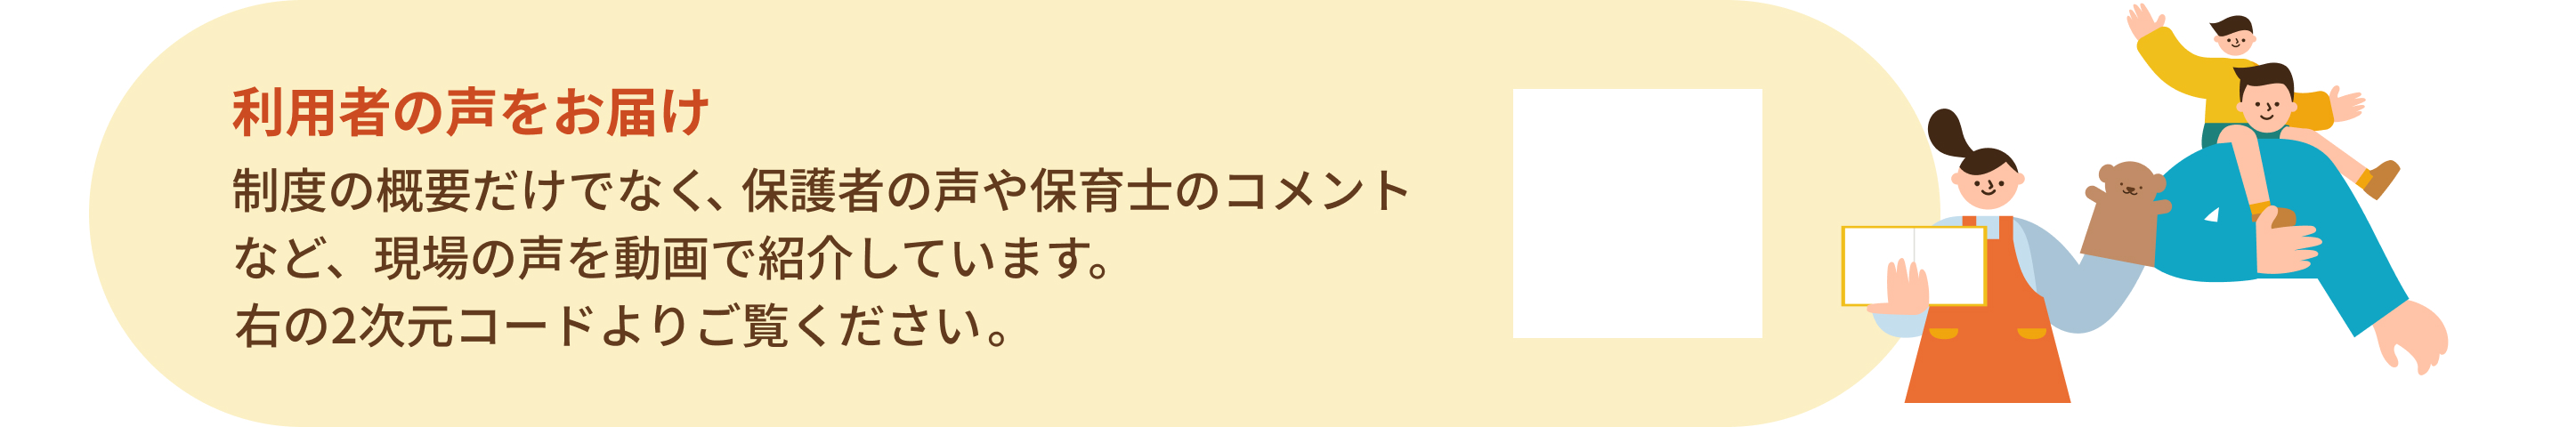 利用者の声をお届け
制度の概要だけでなく、保護者の声や保育士のコメント
など、現場の声を動画で紹介しています。
右の2次元コードよりご覧ください。